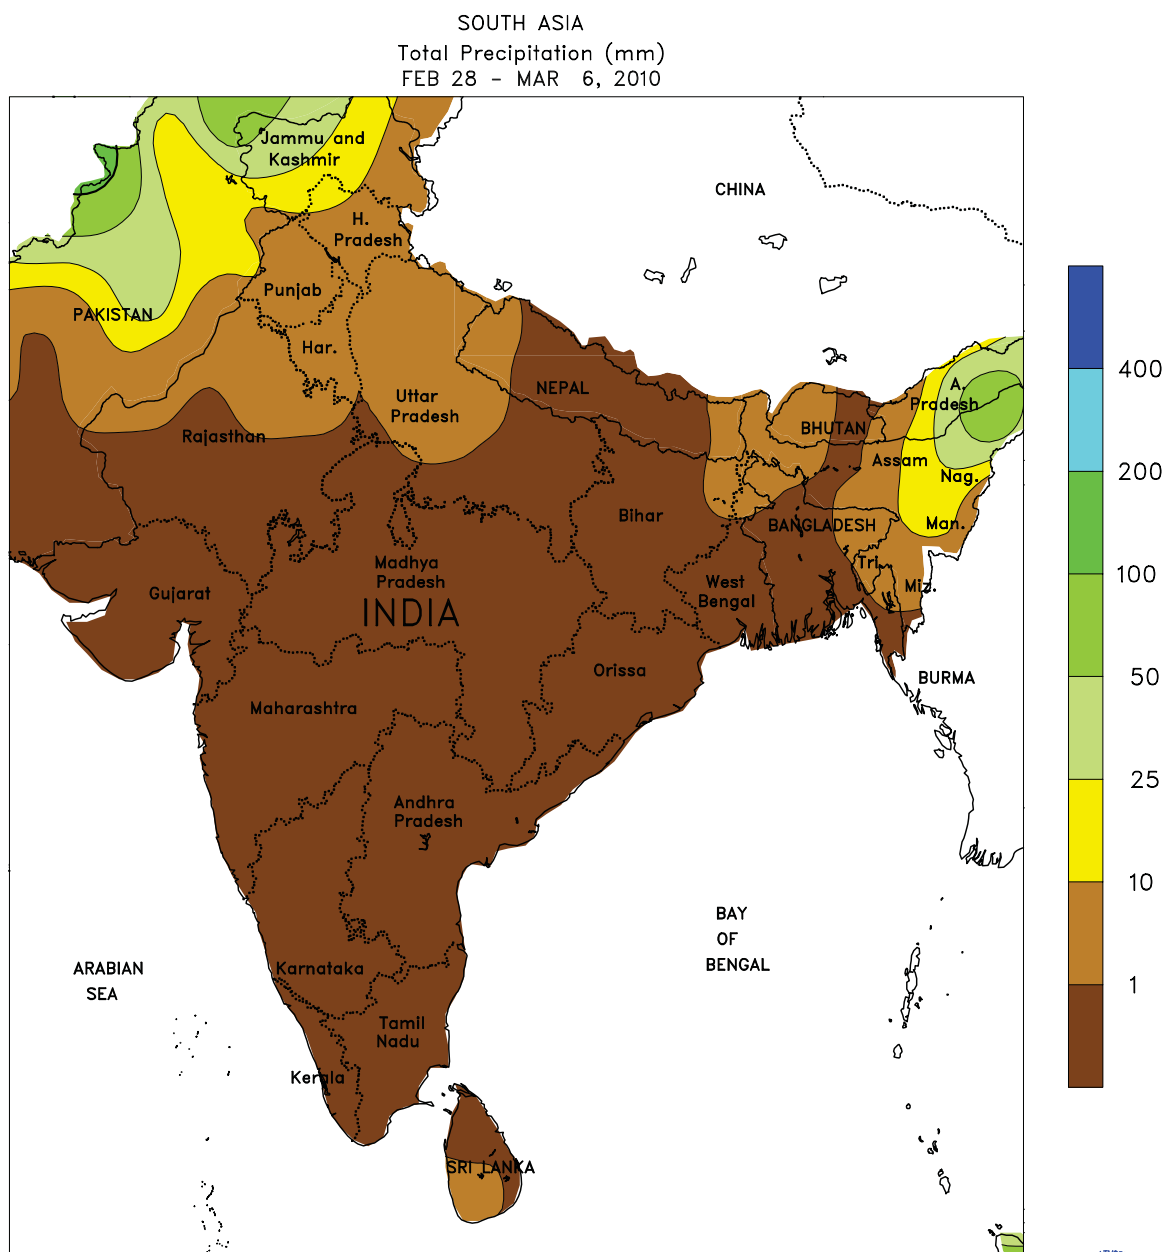 SOUTH ASIA
Total Precipitation (mm)
FEB 28 - MAR 6, 2010
Jammu and
Kashmir
CHINA
H.
Pradesh
Punjab
PAKISTAN
Har.
400
NEPAL
A.
Pradesh
Uttar
Pradesh
Rajasthan
BHUTAN
Assam
200
Nag.
Bihar
BANGLADESH
Man.
Madhya
Pradesh
Tri.
100
Gujarat
INDIA
West
Bengal
Miz.
Orissa
BURMA
50
Maharashtra
25
Andhra
Pradesh
10
BAY
OF
BENGAL
ARABIAN
SEA
Karnataka
1
Tamil
Nadu
Kerala
SRI LANKA